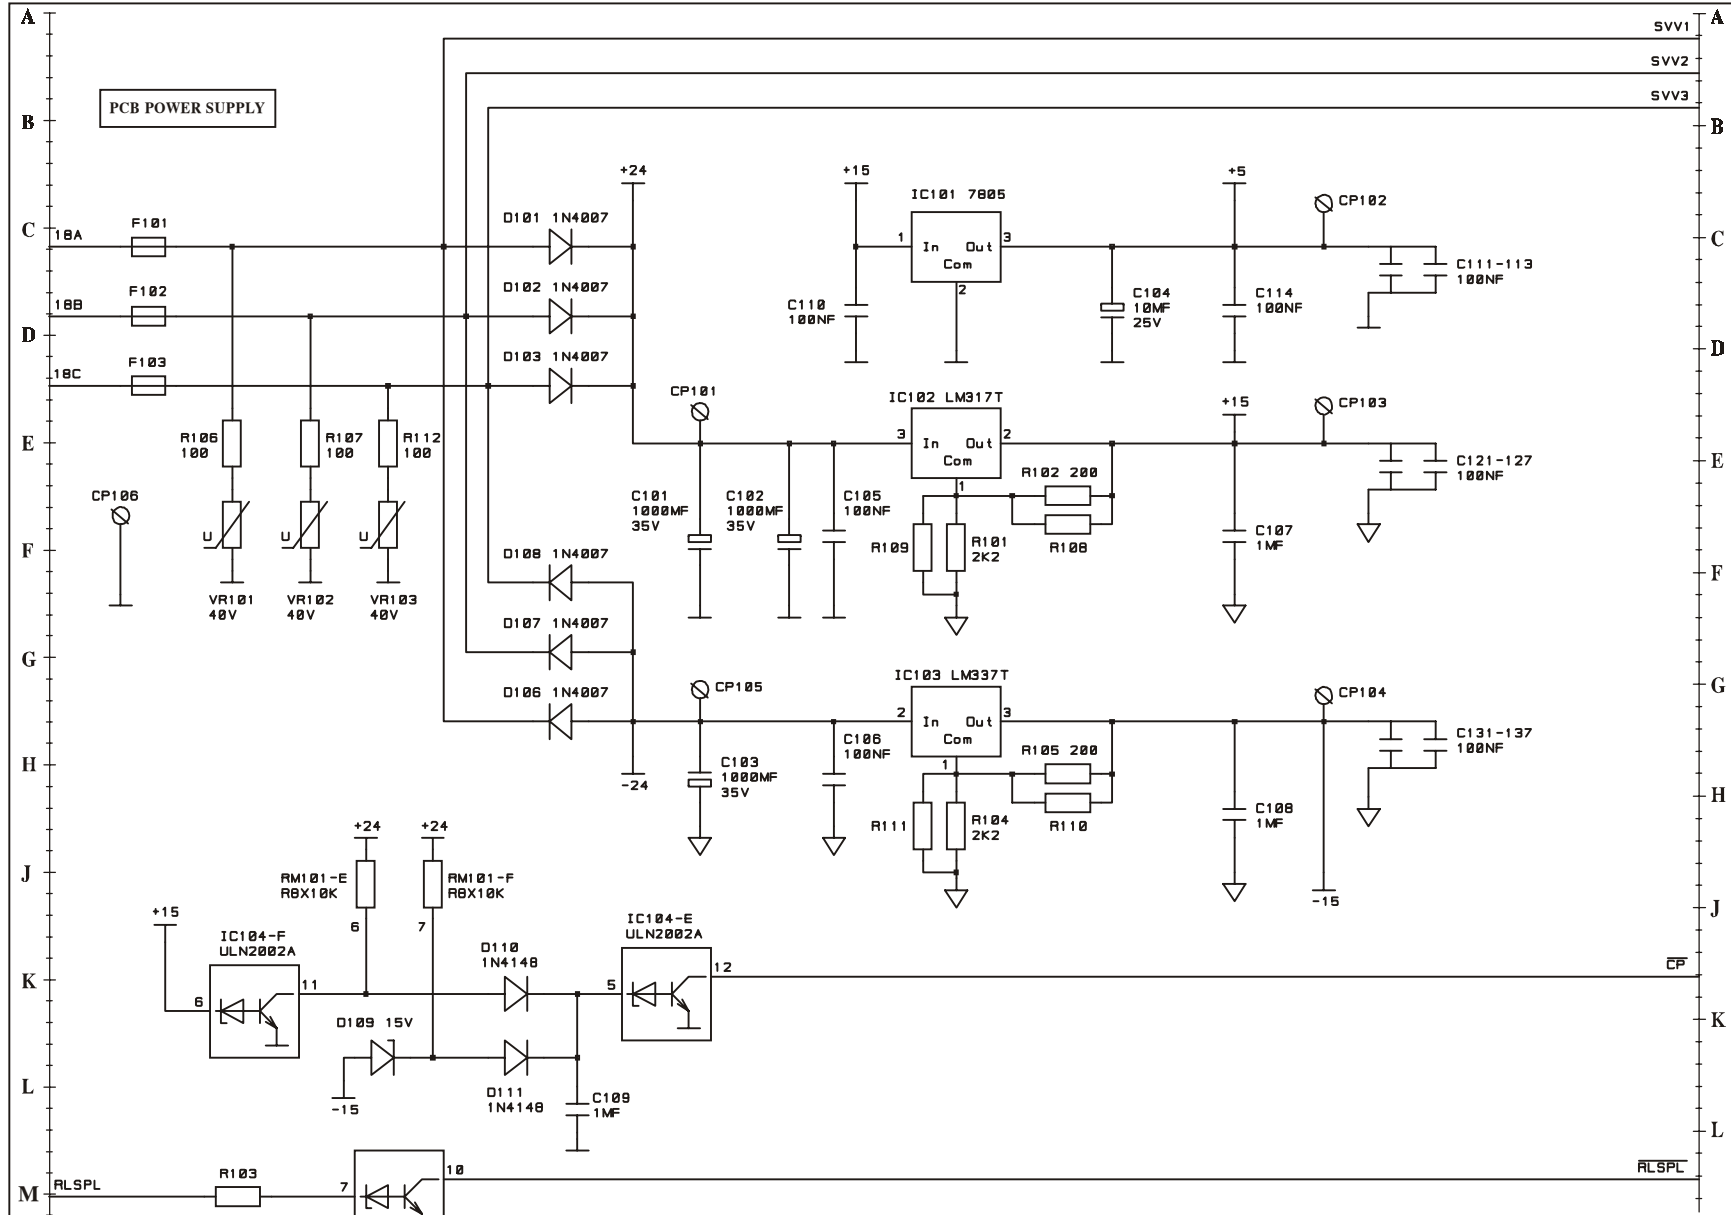 A
A
SVV1
SVV2
SVV3
PCB POWER SUPPLY
B
B
+24
+15
IC101 7805
+5
CP102
C
C
18A
F101
D101 1N4007
1
In
Out
3
Com
2
C111-113
100NF
18B
F102
D102 1N4007
C110
100NF
C104
10MF
25V
C114
100NF
D
D
18C
F103
D103 1N4007
CP101
IC102 LM317T
+15
CP103
E
E
R106
100
R107
100
R112
100
3
In
Out
2
Com
1
R102 200
C121-127
100NF
CP106
C101
1000MF
35V
C102
1000MF
35V
C105
100NF
U
U
U
F
F
D108 1N4007
R109
R101
2K2
R108
C107
1MF
VR101
40V
VR102
40V
VR103
40V
D107 1N4007
G
G
D106 1N4007
CP105
IC103 LM337T
CP104
2
In
Out
3
Com
1
C106
100NF
R105 200
C131-137
100NF
H
H
-24
C103
1000MF
35V
R111
R104
2K2
R110
C108
1MF
+24
+24
J
J
RM101-E
R8X10K
RM101-F
R8X10K
-15
+15
6
7
IC104-F
ULN2002A
IC104-E
ULN2002A
D110
1N4148
K
K
6
11
5
12
CP
D109 15V
L
L
-15
D111
1N4148
C109
1MF
M
RLSPL
R103
7
10
RLSPL